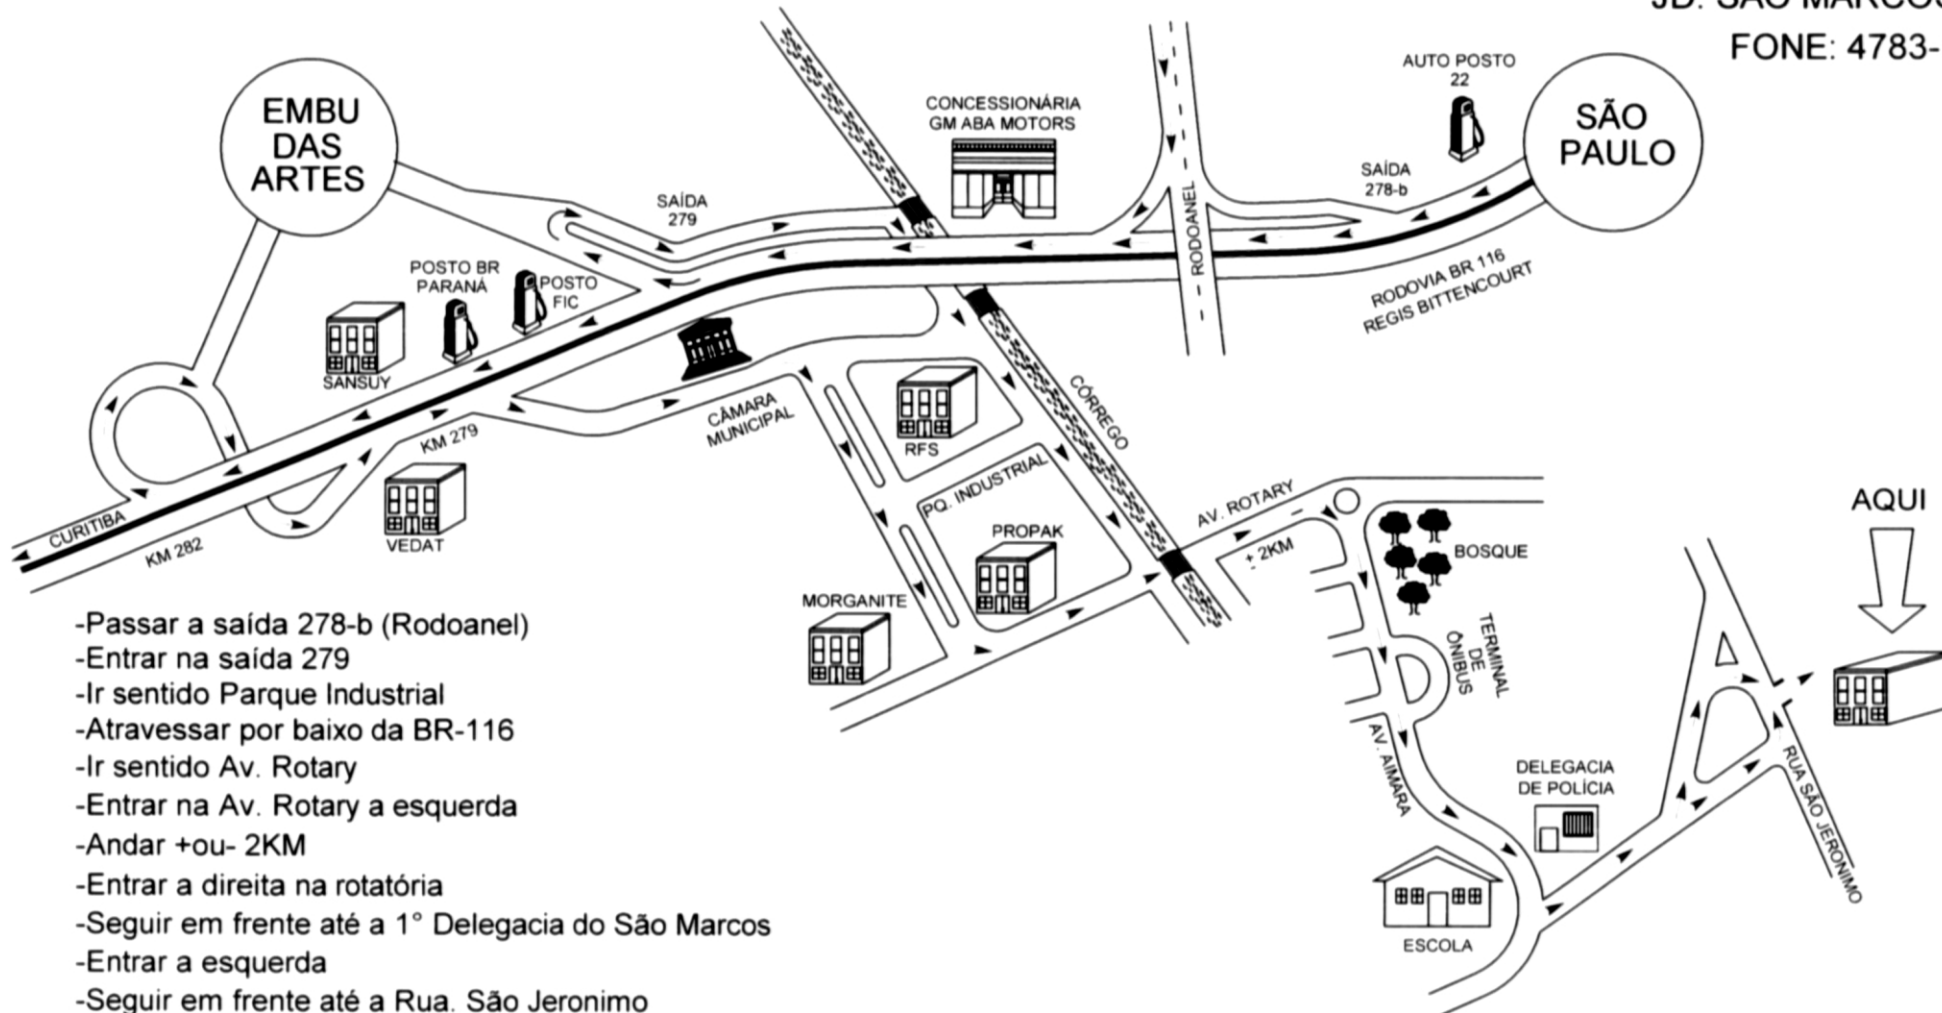 JD. SÃO MARCOS
FONE: 4783-
EMBU
DAS
ARTES
SAÍDA
279
CONCESSIONÁRIA
GM ABA MOTORS
RODOANEL
SAÍDA
278-b
AUTO POSTO
22
SÃO
PAULO
RODOVIA BR 116
REGIS BITTENCOURT
POSTO BR
PARANÁ
POSTO
FIC
SANSUY
CÂMARA
MUNICIPAL
KM 279
VEDAT
CURITIBA
KM 282
RFS
CÓRREGO
PQ. INDUSTRIAL
PROPAK
MORGANITE
AV. ROTARY
+ 2KM
-
BOSQUE
TERMINAL
DE
ÔNIBUS
AV. AIMARA
DELEGACIA
DE POLÍCIA
ESCOLA
RUA SÃO JERONIMO
AQUI
-Passar a saída 278-b (Rodoanel)
-Entrar na saída 279
-Ir sentido Parque Industrial
-Atravessar por baixo da BR-116
-Ir sentido Av. Rotary
-Entrar na Av. Rotary a esquerda
-Andar +ou- 2KM
-Entrar a direita na rotatória
-Seguir em frente até a 1° Delegacia do São Marcos
-Entrar a esquerda
-Seguir em frente até a Rua. São Jeronimo